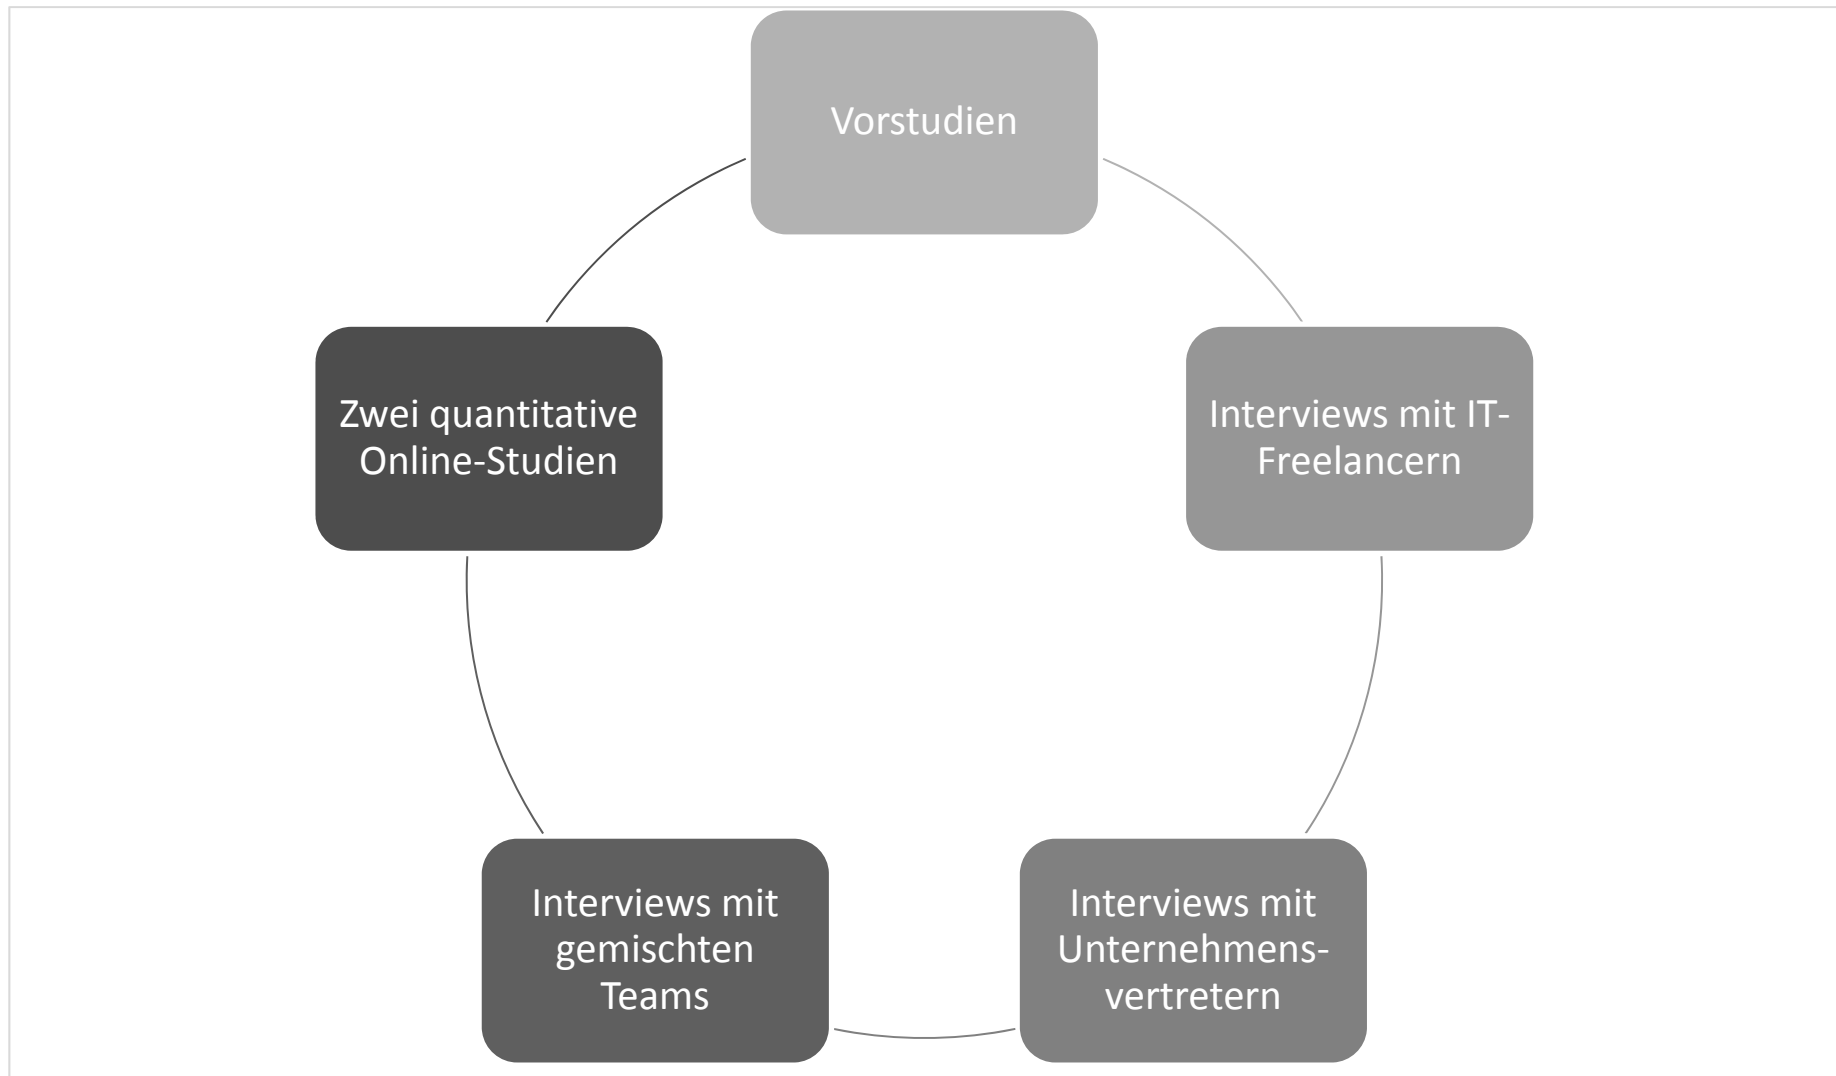 Vorstudien
Interviews mit IT-
Freelancern
Interviews mit
Unternehmens-
vertretern
Interviews mit
gemischten
Teams
Zwei quantitative
Online-Studien